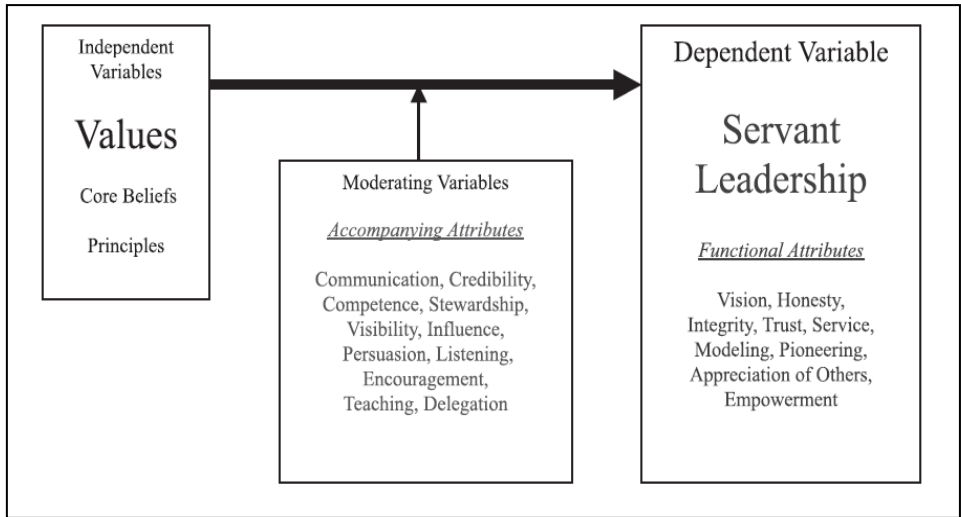 Independent
Variables
Values
Core Beliefs
Principles
Moderating Variables
Accompanying Attributes
Communication, Credibility,
Competence, Stewardship,
Visibility, Influence,
Persuasion, Listening,
Encouragement,
Teaching, Delegation
Dependent Variable
Servant
Leadership
Functional Attributes
Vision, Honesty,
Integrity, Trust, Service,
Modeling, Pioneering,
Appreciation of Others,
Empowerment